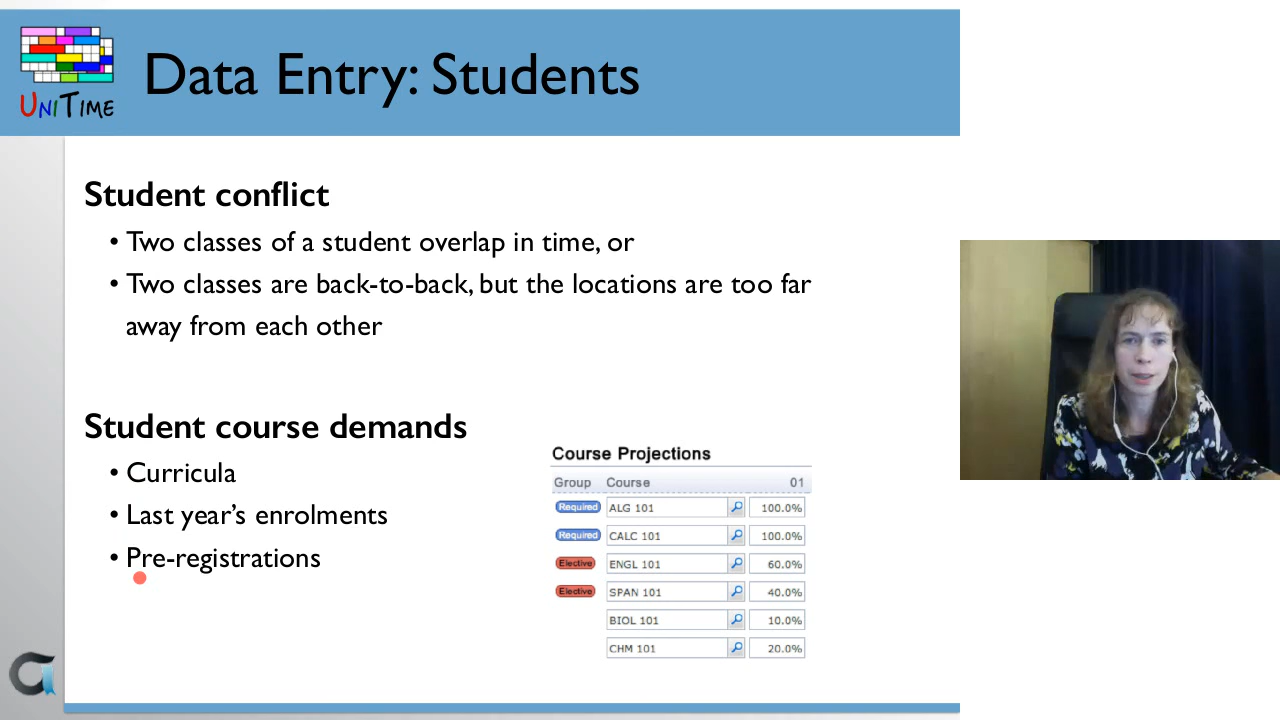 UniTime
Data Entry: Students
Student conflict
• Two classes of a student overlap in time, or
• Two classes are back-to-back, but the locations are too far
away from each other
Student course demands
• Curricula
• Last year's enrolments
• Pre-registrations
Course Projections
Group Course 01
Required ALG 101 100.0%
Required CALC 101 100.0%
Elective ENGL 101 60.0%
Elective SPAN 101 40.0%
BIOL 101 10.0%
CHM 101 20.0%